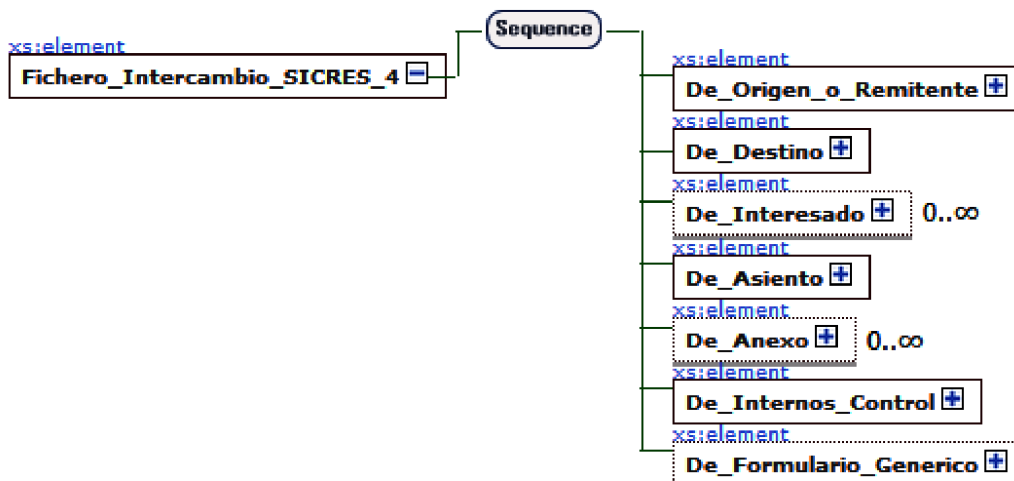 Sequence
xs:element
Fichero_Intercambio_SICRES_4
xs:element
De_Origen_o_Remitente
xs:element
De_Destino
xs:element
De_Interesado 0..∞
xs:element
De_Asiento
xs:element
De_Anexo 0..∞
xs:element
De_Internos_Control
xs:element
De_Formulario_Generico